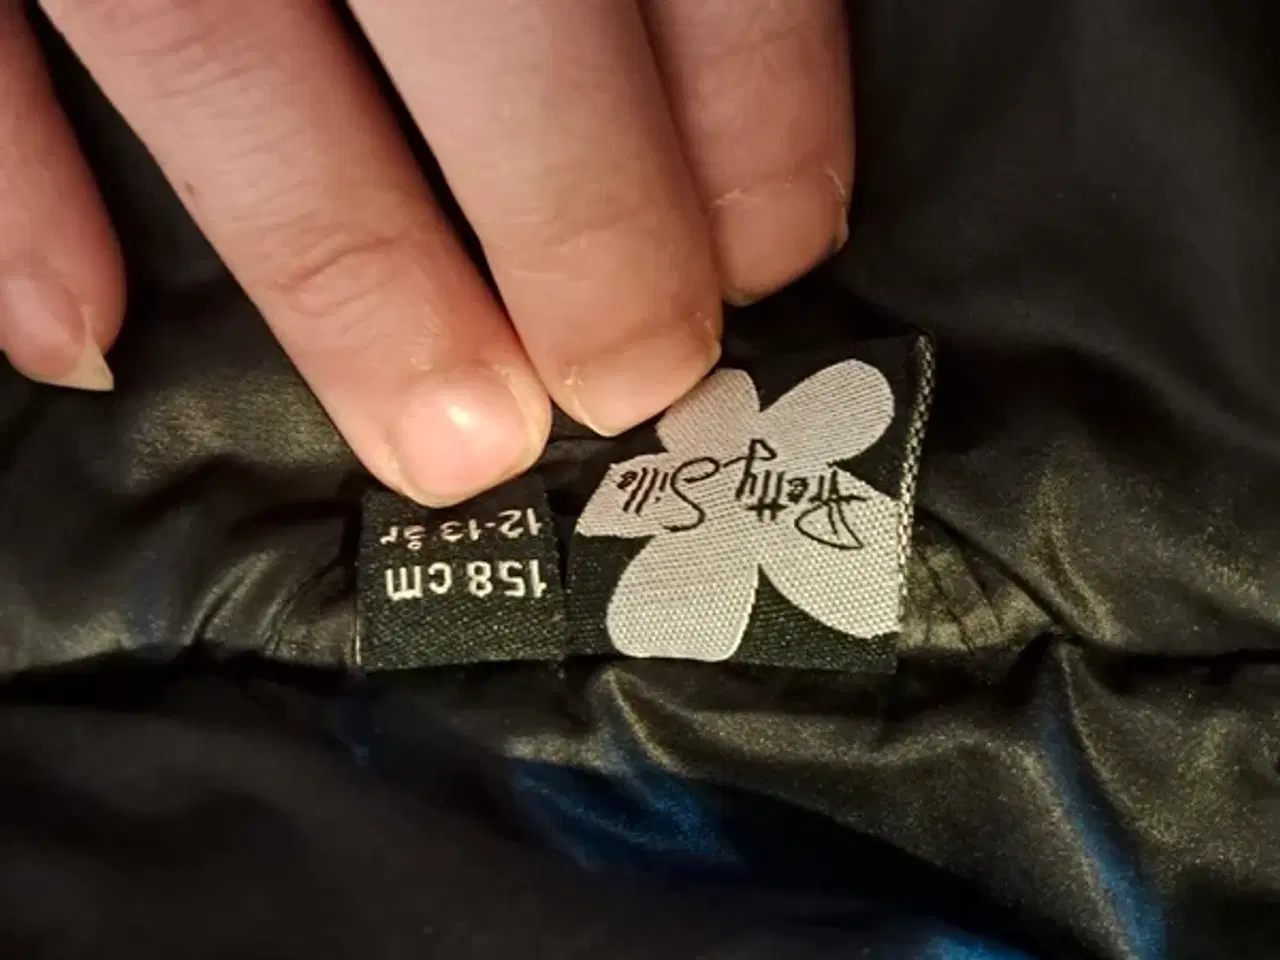 Pretty Sille
158 cm
12-13 år